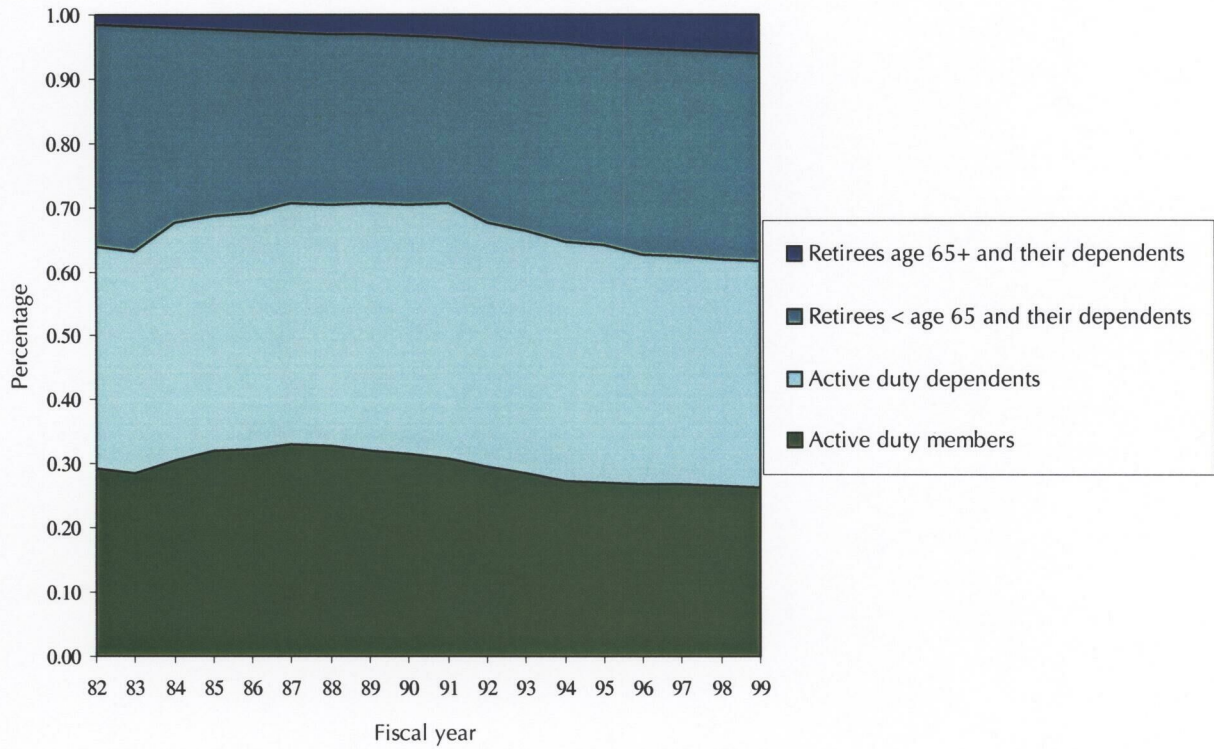 1.00
0.90
0.80
0.70
0.60
0.50
0.40
0.30
0.20
0.10
0.00
Percentage
82 83 84 85 86 87 88 89 90 91 92 93 94 95 96 97 98 99
Fiscal year
Retirees age 65+ and their dependents
Retirees < age 65 and their dependents
Active duty dependents
Active duty members